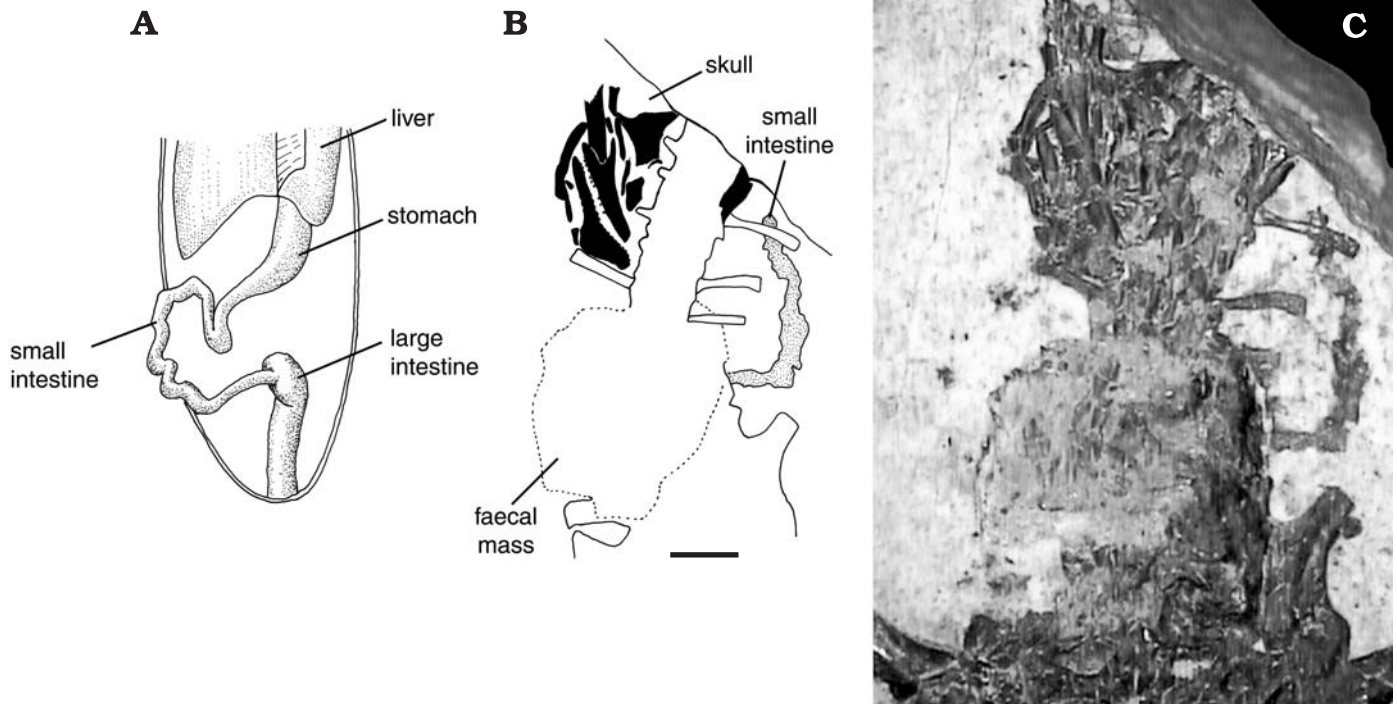 A
liver
stomach
small
intestine
large
intestine
B
skull
small
intestine
faecal
mass
C